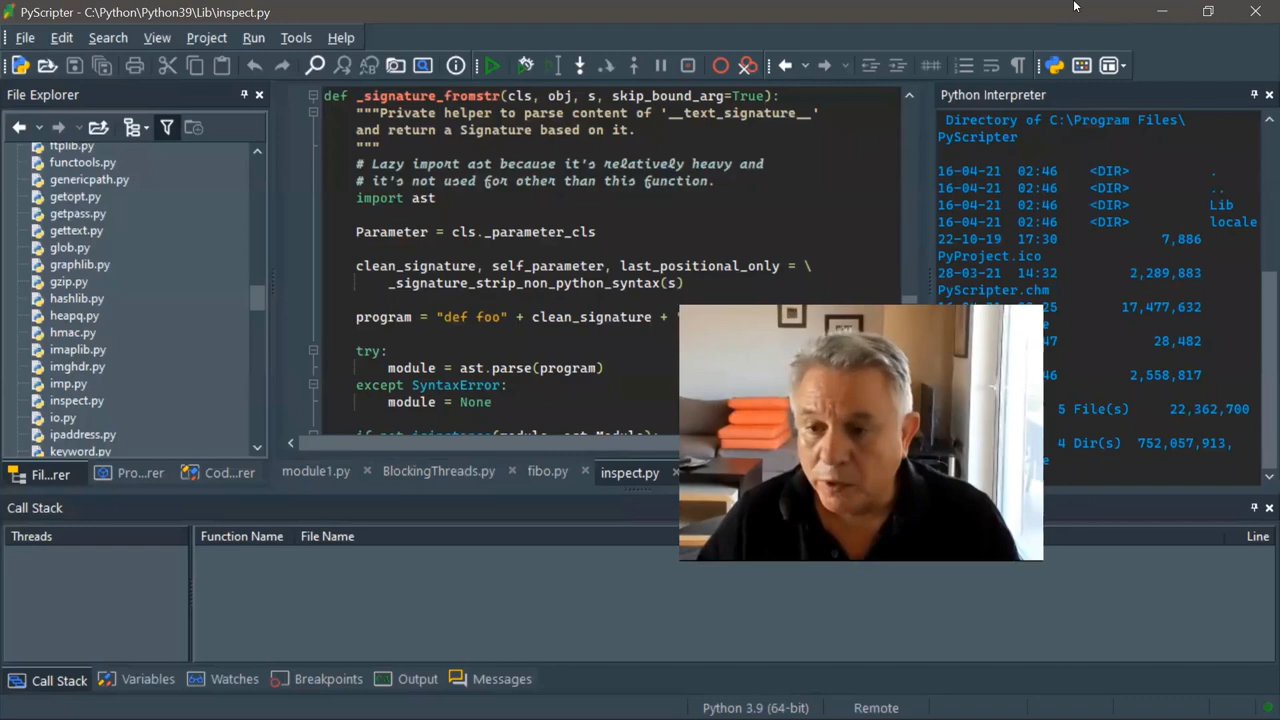 PyScripter - C:\Python\Python39\Lib\inspect.py
File Edit Search View Project Run Tools Help
File Explorer
ftplib.py
functools.py
genericpath.py
getopt.py
getpass.py
gettext.py
glob.py
graphlib.py
gzip.py
hashlib.py
heapq.py
hmac.py
imaplib.py
imghdr.py
imp.py
inspect.py
io.py
ipaddress.py
keyword.py
Fil...rer Pro...rer Cod...rer
def _signature_fromstr(cls, obj, s, skip_bound_arg=True):
"""Private helper to parse content of '__text_signature__'
and return a Signature based on it.
"""
# Lazy import ast because it's relatively heavy and
# it's not used for other than this function.
import ast
Parameter = cls._parameter_cls
clean_signature, self_parameter, last_positional_only = \
_signature_strip_non_python_syntax(s)
program = "def foo" + clean_signature + "
try:
module = ast.parse(program)
except SyntaxError:
module = None
if not isinstance(module, ast.Module):
module1.py BlockingThreads.py fibo.py inspect.py
Python Interpreter
Directory of C:\Program Files\
PyScripter
16-04-21 02:46 <DIR> .
16-04-21 02:46 <DIR> ..
16-04-21 02:46 <DIR> Lib
16-04-21 02:46 <DIR> locale
22-10-19 17:30 7,886
PyProject.ico
28-03-21 14:32 2,289,883
PyScripter.chm
25 17,477,632
e
47 28,482
46 2,558,817
5 File(s) 22,362,700
4 Dir(s) 752,057,913,
e
Call Stack
Threads Function Name File Name Line
Call Stack Variables Watches Breakpoints Output Messages
Python 3.9 (64-bit) Remote